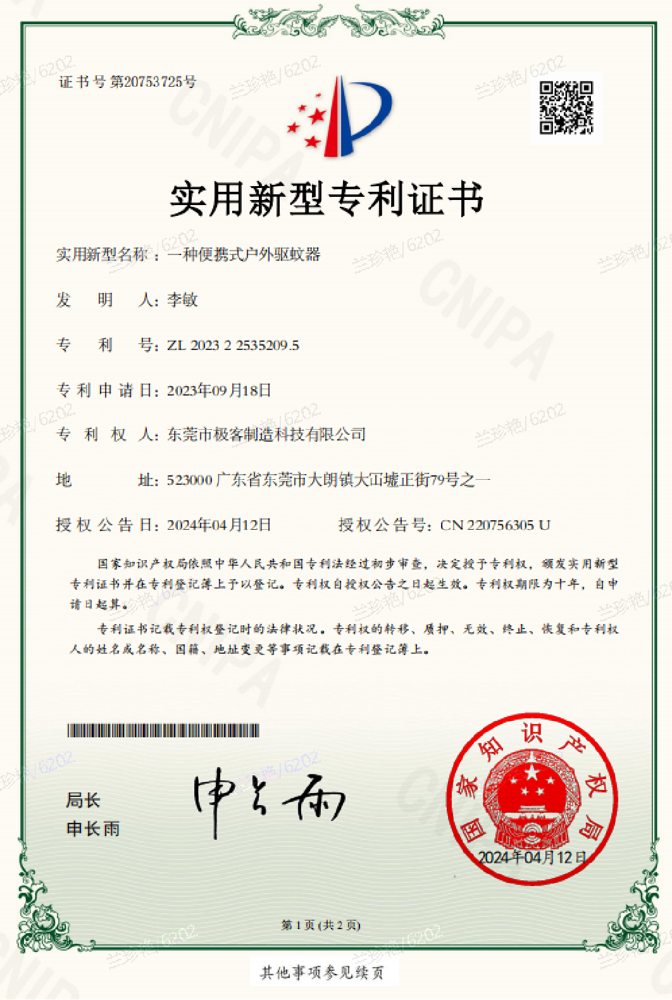 证书号第20753725号
实用新型专利证书
实用新型名称：一种便携式户外驱蚊器
发明人：李敏
专利号：ZL 2023 2 2535209.5
专利申请日：2023年09月18日
专利权人：东莞市极客制造科技有限公司
地址：523000 广东省东莞市大朗镇大冚墟正街79号之一
授权公告日：2024年04月12日 授权公告号：CN 220756305 U
国家知识产权局依照中华人民共和国专利法经过初步审查，决定授予专利权，颁发实用新型
专利证书并在专利登记簿上予以登记。专利权自授权公告之日起生效。专利权期限为十年，自申
请日起算。
专利证书记载专利权登记时的法律状况。专利权的转移、质押、无效、终止、恢复和专利权
人的姓名或名称、国籍、地址变更等事项记载在专利登记簿上。
局长
申长雨
申长雨
国家知识产权局
2024年04月12日
第 1 页 (共 2 页)
其他事项参见续页
CNIPA
兰珍艳/6202